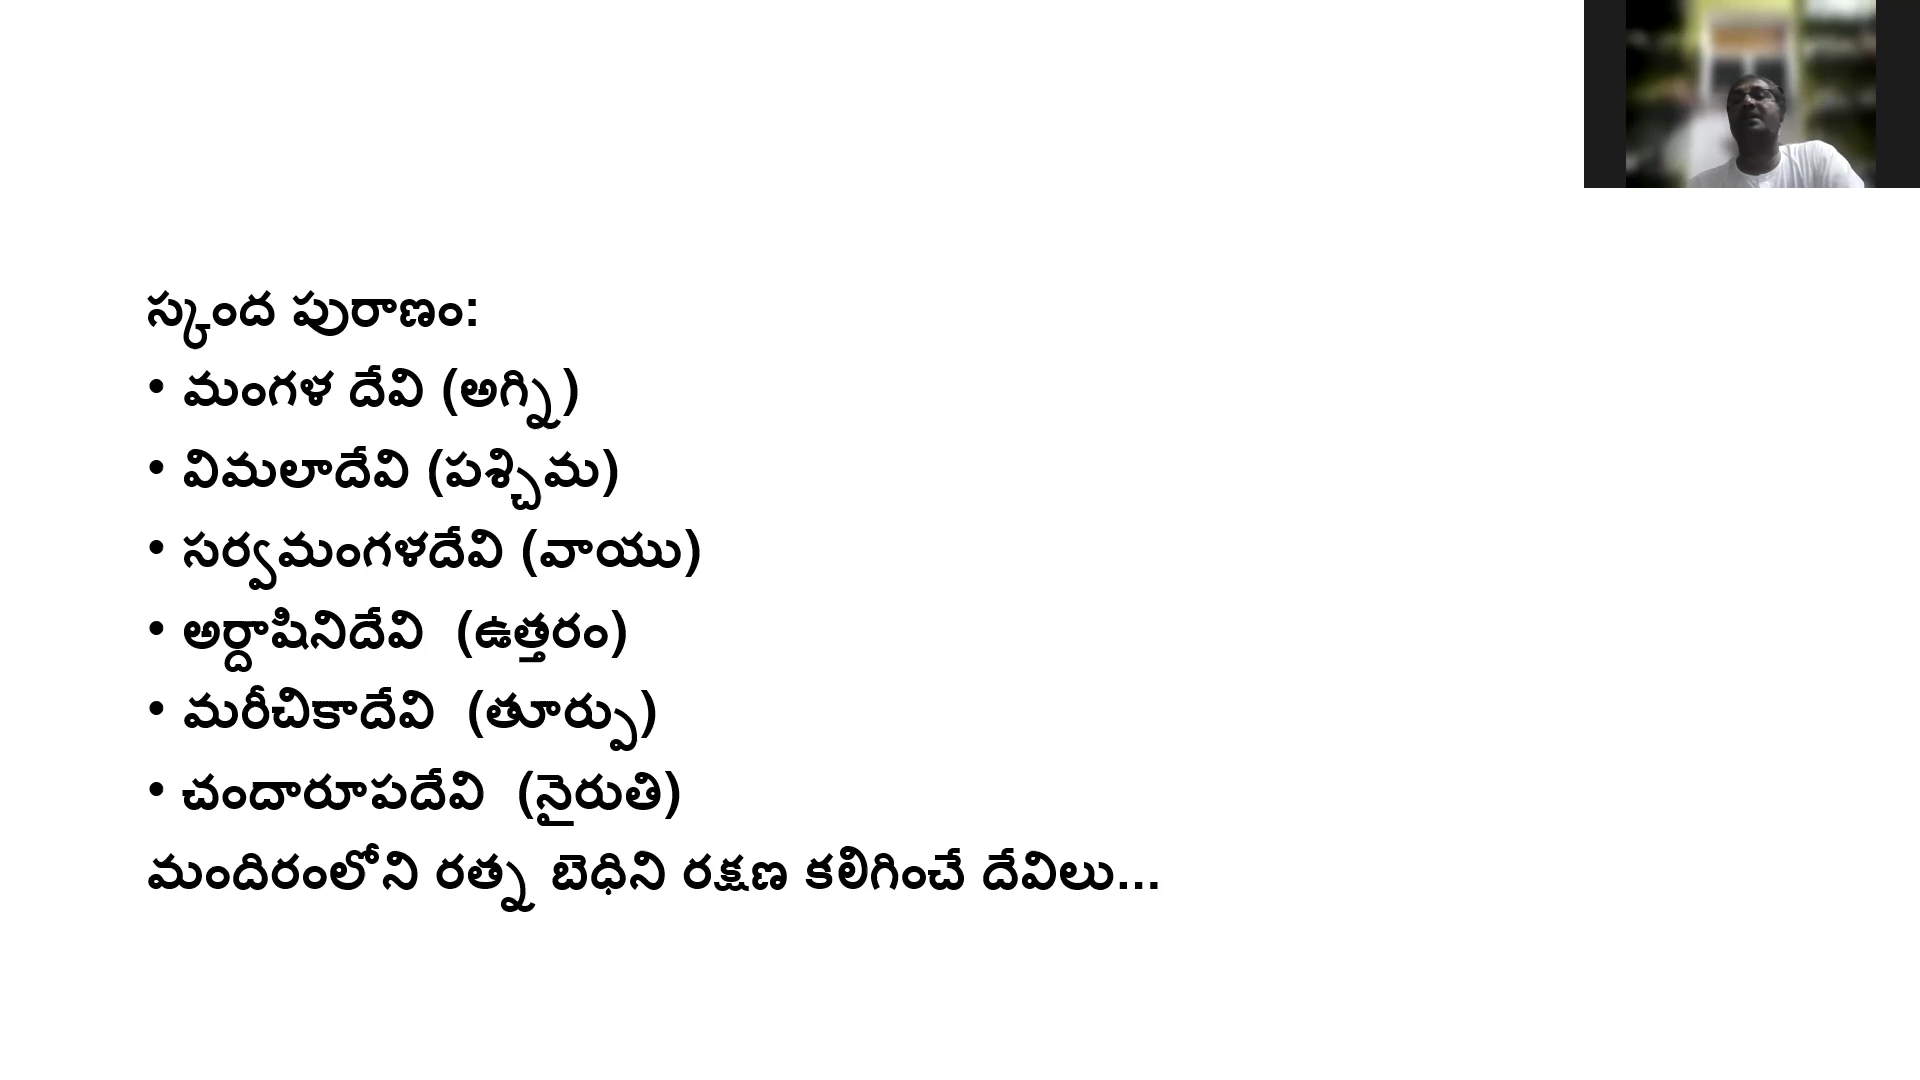 స్కంద పురాణం:
• మంగళ దేవి (అగ్ని)
• విమలాదేవి (పశ్చిమ)
• సర్వమంగళదేవి (వాయు)
• అర్ధాషినిదేవి (ఉత్తరం)
• మరీచికాదేవి (తూర్పు)
• చందారూపదేవి (నైరుతి)
మందిరంలోని రత్న బెధిని రక్షణ కలిగించే దేవిలు...